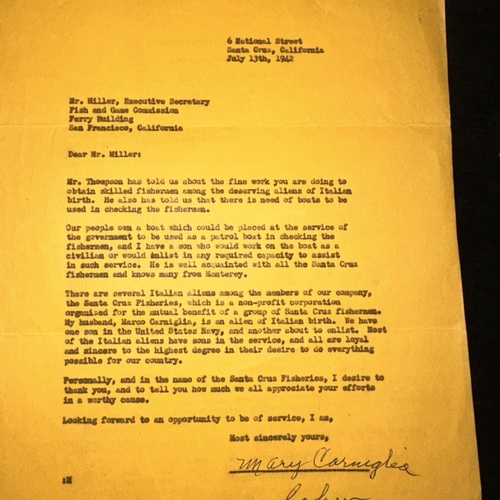 6 National Street
Santa Cruz, California
July 13th, 1942
Mr. Miller, Executive Secretary
Fish and Game Commission
Ferry Building
San Francisco, California
Dear Mr. Miller:
Mr. Thompson has told us about the fine work you are doing to
obtain skilled fishermen among the deserving aliens of Italian
birth. He also has told us that there is need of boats to be
used in checking the fishermen.
Our people own a boat which could be placed at the service of
the government to be used as a patrol boat in checking the
fishermen, and I have a son who would work on the boat as a
civilian or would enlist in any required capacity to assist
in such service. He is well acquainted with all the Santa Cruz
fishermen and knows many from Monterey.
There are several Italian aliens among the members of our company,
the Santa Cruz Fisheries, which is a non-profit corporation
organized for the mutual benefit of a group of Santa Cruz fishermen.
My husband, Marco Carniglia, is an alien of Italian birth. We have
one son in the United States Navy, and another about to enlist. Most
of the Italian aliens have sons in the service, and all are loyal
and sincere to the highest degree in their desire to do everything
possible for our country.
Personally, and in the name of the Santa Cruz Fisheries, I desire to
thank you, and to tell you how much we all appreciate your efforts
in a worthy cause.
Looking forward to an opportunity to be of service, I am,
Most sincerely yours,
Mary Carniglia